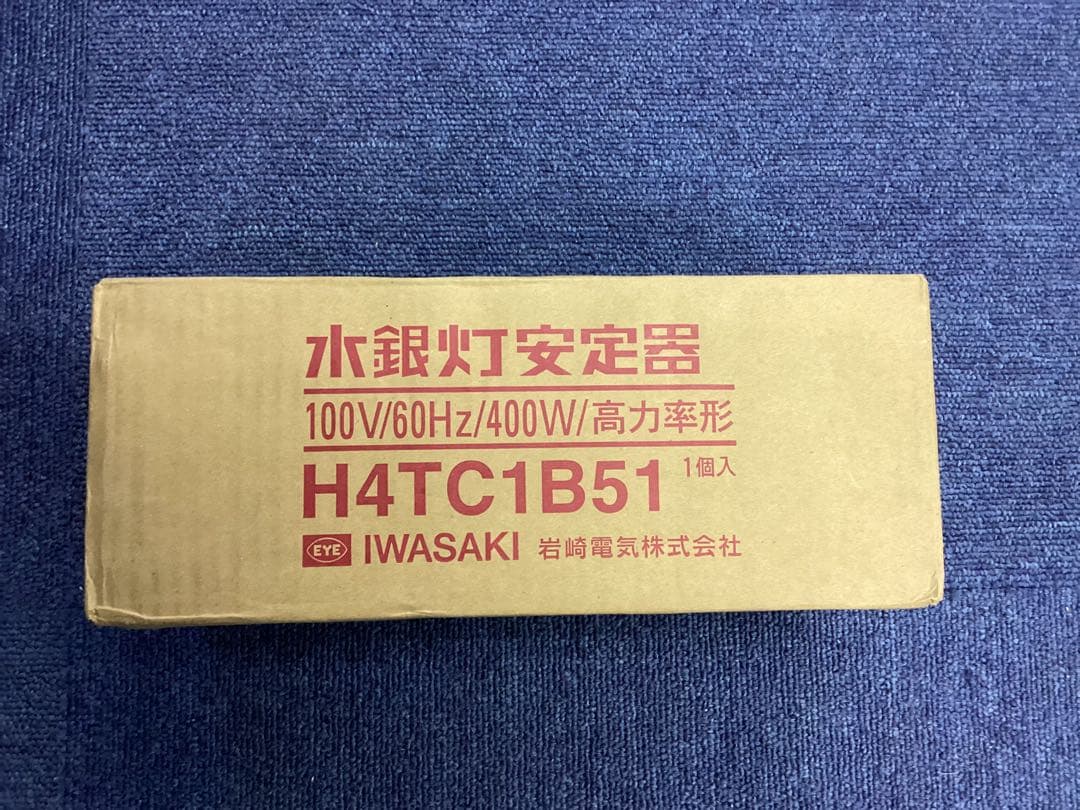 水銀灯安定器
100V/60Hz/400W/高力率形
H4TC1B51 1個入
EYE IWASAKI 岩崎電気株式会社